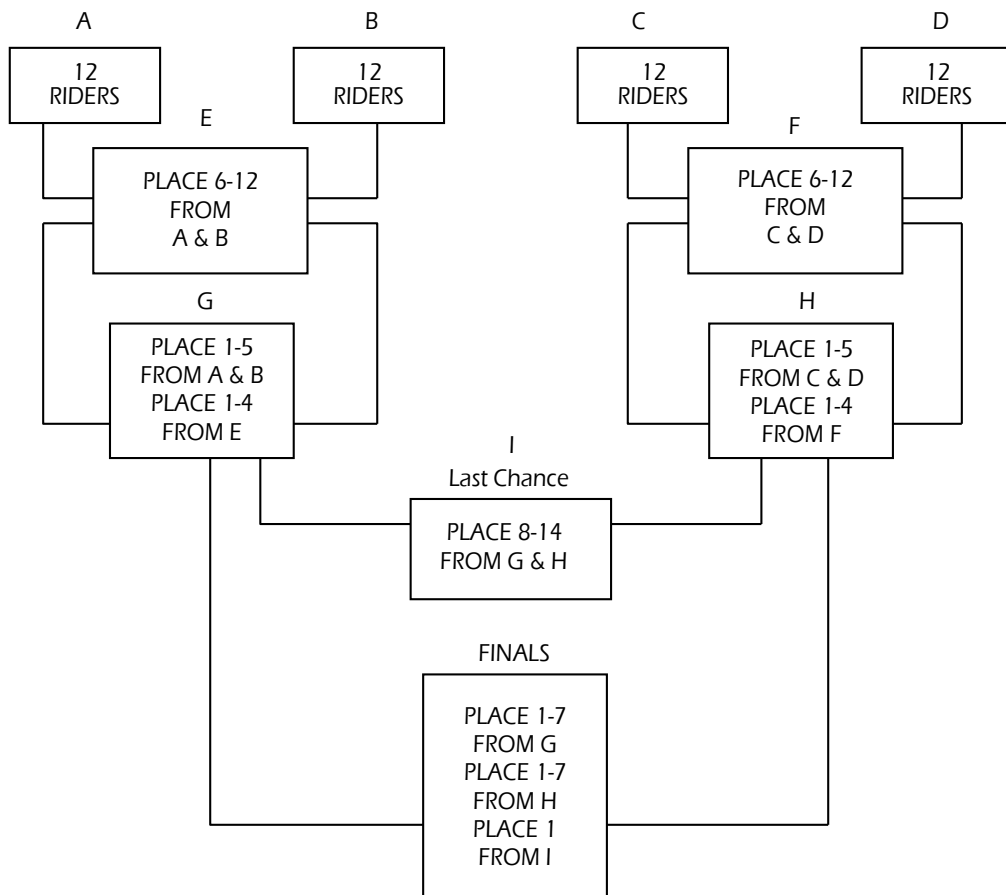 A
B
C
D
12
RIDERS
12
RIDERS
12
RIDERS
12
RIDERS
E
F
PLACE 6-12
FROM
A & B
PLACE 6-12
FROM
C & D
G
H
PLACE 1-5
FROM A & B
PLACE 1-4
FROM E
PLACE 1-5
FROM C & D
PLACE 1-4
FROM F
I
Last Chance
PLACE 8-14
FROM G & H
FINALS
PLACE 1-7
FROM G
PLACE 1-7
FROM H
PLACE 1
FROM I